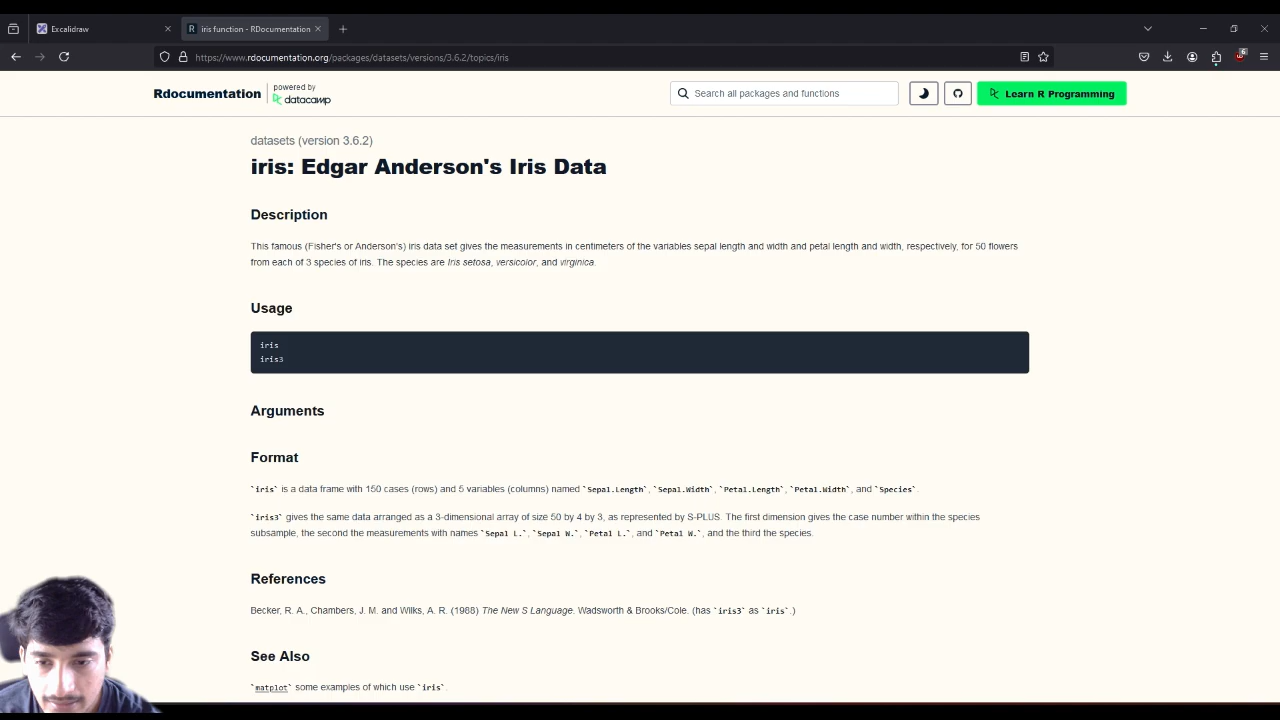 Excalidraw
R iris function - RDocumentation
https://www.rdocumentation.org/packages/datasets/versions/3.6.2/topics/iris
6
Rdocumentation
powered by
datacamp
Search all packages and functions
Learn R Programming
datasets (version 3.6.2)
iris: Edgar Anderson's Iris Data
Description
This famous (Fisher's or Anderson's) iris data set gives the measurements in centimeters of the variables sepal length and width and petal length and width, respectively, for 50 flowers
from each of 3 species of iris. The species are Iris setosa, versicolor, and virginica.
Usage
iris
iris3
Arguments
Format
`iris` is a data frame with 150 cases (rows) and 5 variables (columns) named `Sepal.Length`, `Sepal.Width`, `Petal.Length`, `Petal.Width`, and `Species`.
`iris3` gives the same data arranged as a 3-dimensional array of size 50 by 4 by 3, as represented by S-PLUS. The first dimension gives the case number within the species
subsample, the second the measurements with names `Sepal L.`, `Sepal W.`, `Petal L.`, and `Petal W.`, and the third the species.
References
Becker, R. A., Chambers, J. M. and Wilks, A. R. (1988) The New S Language. Wadsworth & Brooks/Cole. (has `iris3` as `iris`.)
See Also
`matplot` some examples of which use `iris`.